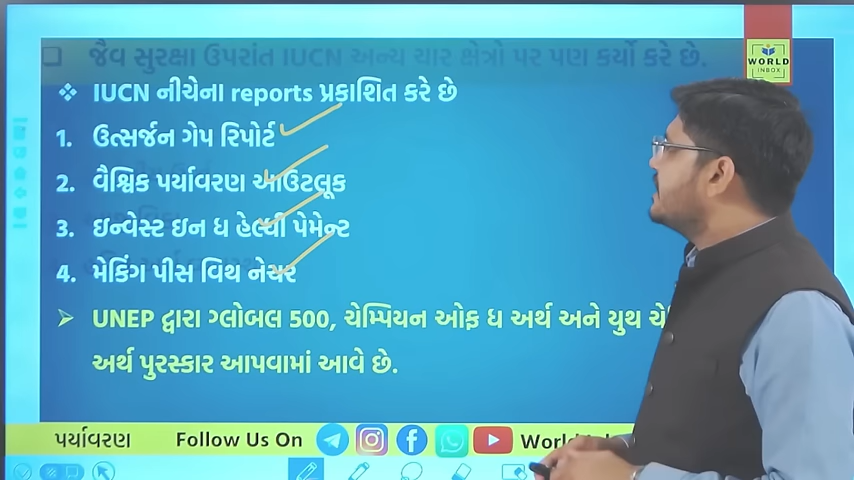 જૈવ સુરક્ષા ઉપરાંત IUCN અન્ય ચાર ક્ષેત્રો પર પણ કાર્યો કરે છે.
WORLD
INBOX
❖ IUCN નીચેના reports પ્રકાશિત કરે છે
1. ઉત્સર્જન ગેપ રિપોર્ટ
2. વૈશ્વિક પર્યાવરણ આઉટલૂક
3. ઇન્વેસ્ટ ઇન ધ હેલ્થી પેમેન્ટ
4. મેકિંગ પીસ વિથ નેચર
➢ UNEP દ્વારા ગ્લોબલ 500, ચેમ્પિયન ઓફ ધ અર્થ અને યુથ
અર્થ પુરસ્કાર આપવામાં આવે છે.
પર્યાવરણ Follow Us On World